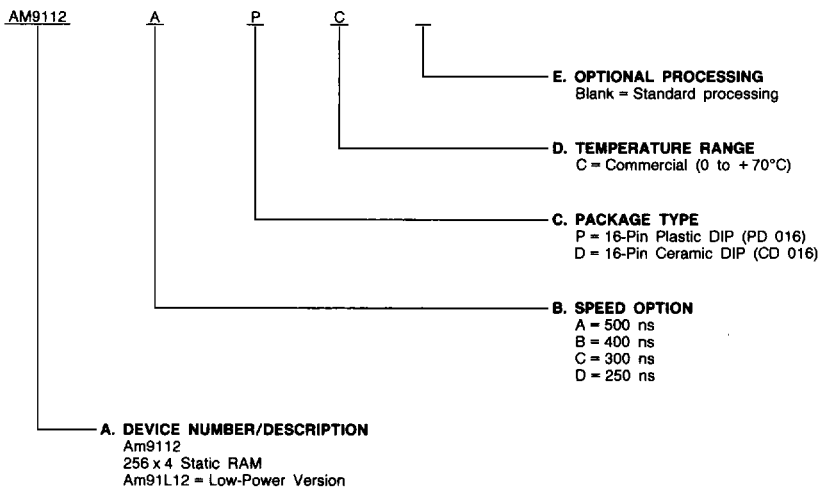 AM9112 A P C
E. OPTIONAL PROCESSING
Blank = Standard processing
D. TEMPERATURE RANGE
C = Commercial (0 to +70°C)
C. PACKAGE TYPE
P = 16-Pin Plastic DIP (PD 016)
D = 16-Pin Ceramic DIP (CD 016)
B. SPEED OPTION
A = 500 ns
B = 400 ns
C = 300 ns
D = 250 ns
A. DEVICE NUMBER/DESCRIPTION
Am9112
256 x 4 Static RAM
Am91L12 = Low-Power Version